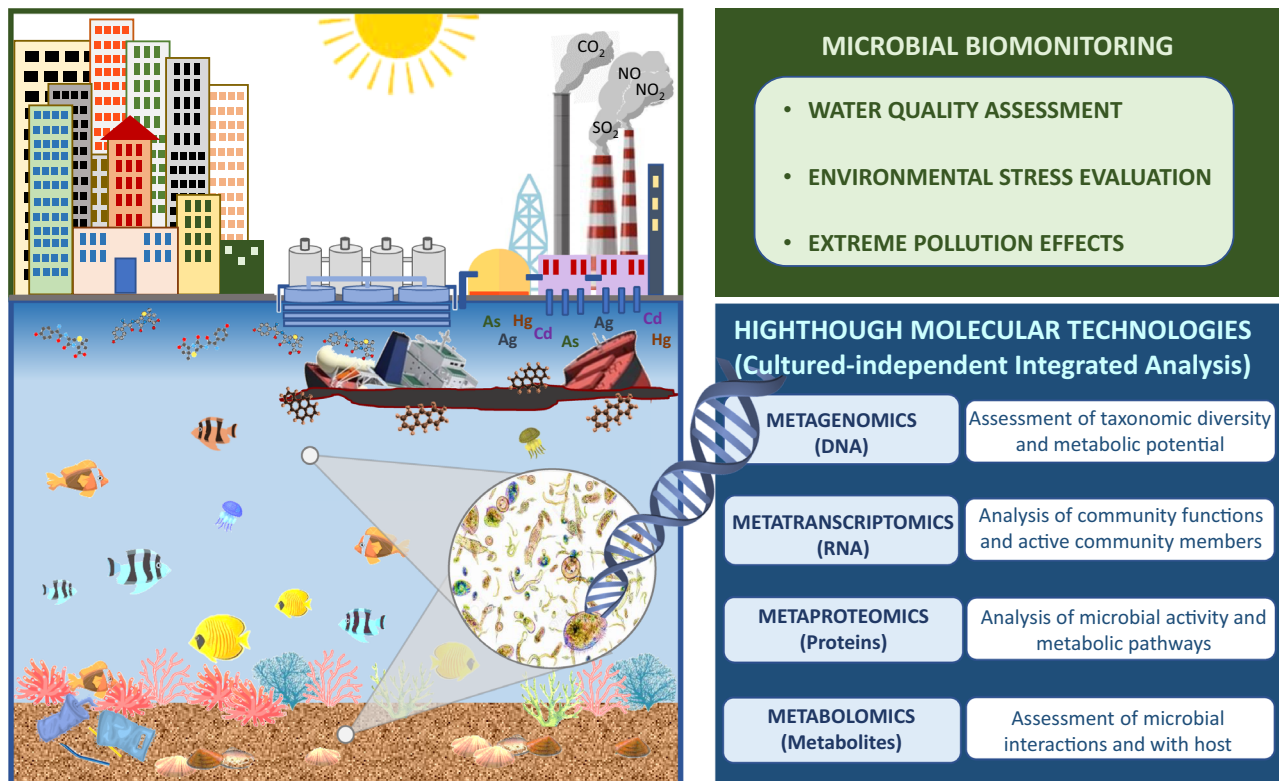 CO₂
NO
NO₂
SO₂
As
Hg
Ag
Cd
As
Ag
Cd
Hg
MICROBIAL BIOMONITORING
• WATER QUALITY ASSESSMENT
• ENVIRONMENTAL STRESS EVALUATION
• EXTREME POLLUTION EFFECTS
HIGHTHOUGH MOLECULAR TECHNOLOGIES
(Cultured-independent Integrated Analysis)
METAGENOMICS
(DNA)
Assessment of taxonomic diversity
and metabolic potential
METATRANSCRIPTOMICS
(RNA)
Analysis of community functions
and active community members
METAPROTEOMICS
(Proteins)
Analysis of microbial activity and
metabolic pathways
METABOLOMICS
(Metabolites)
Assessment of microbial
interactions and with host